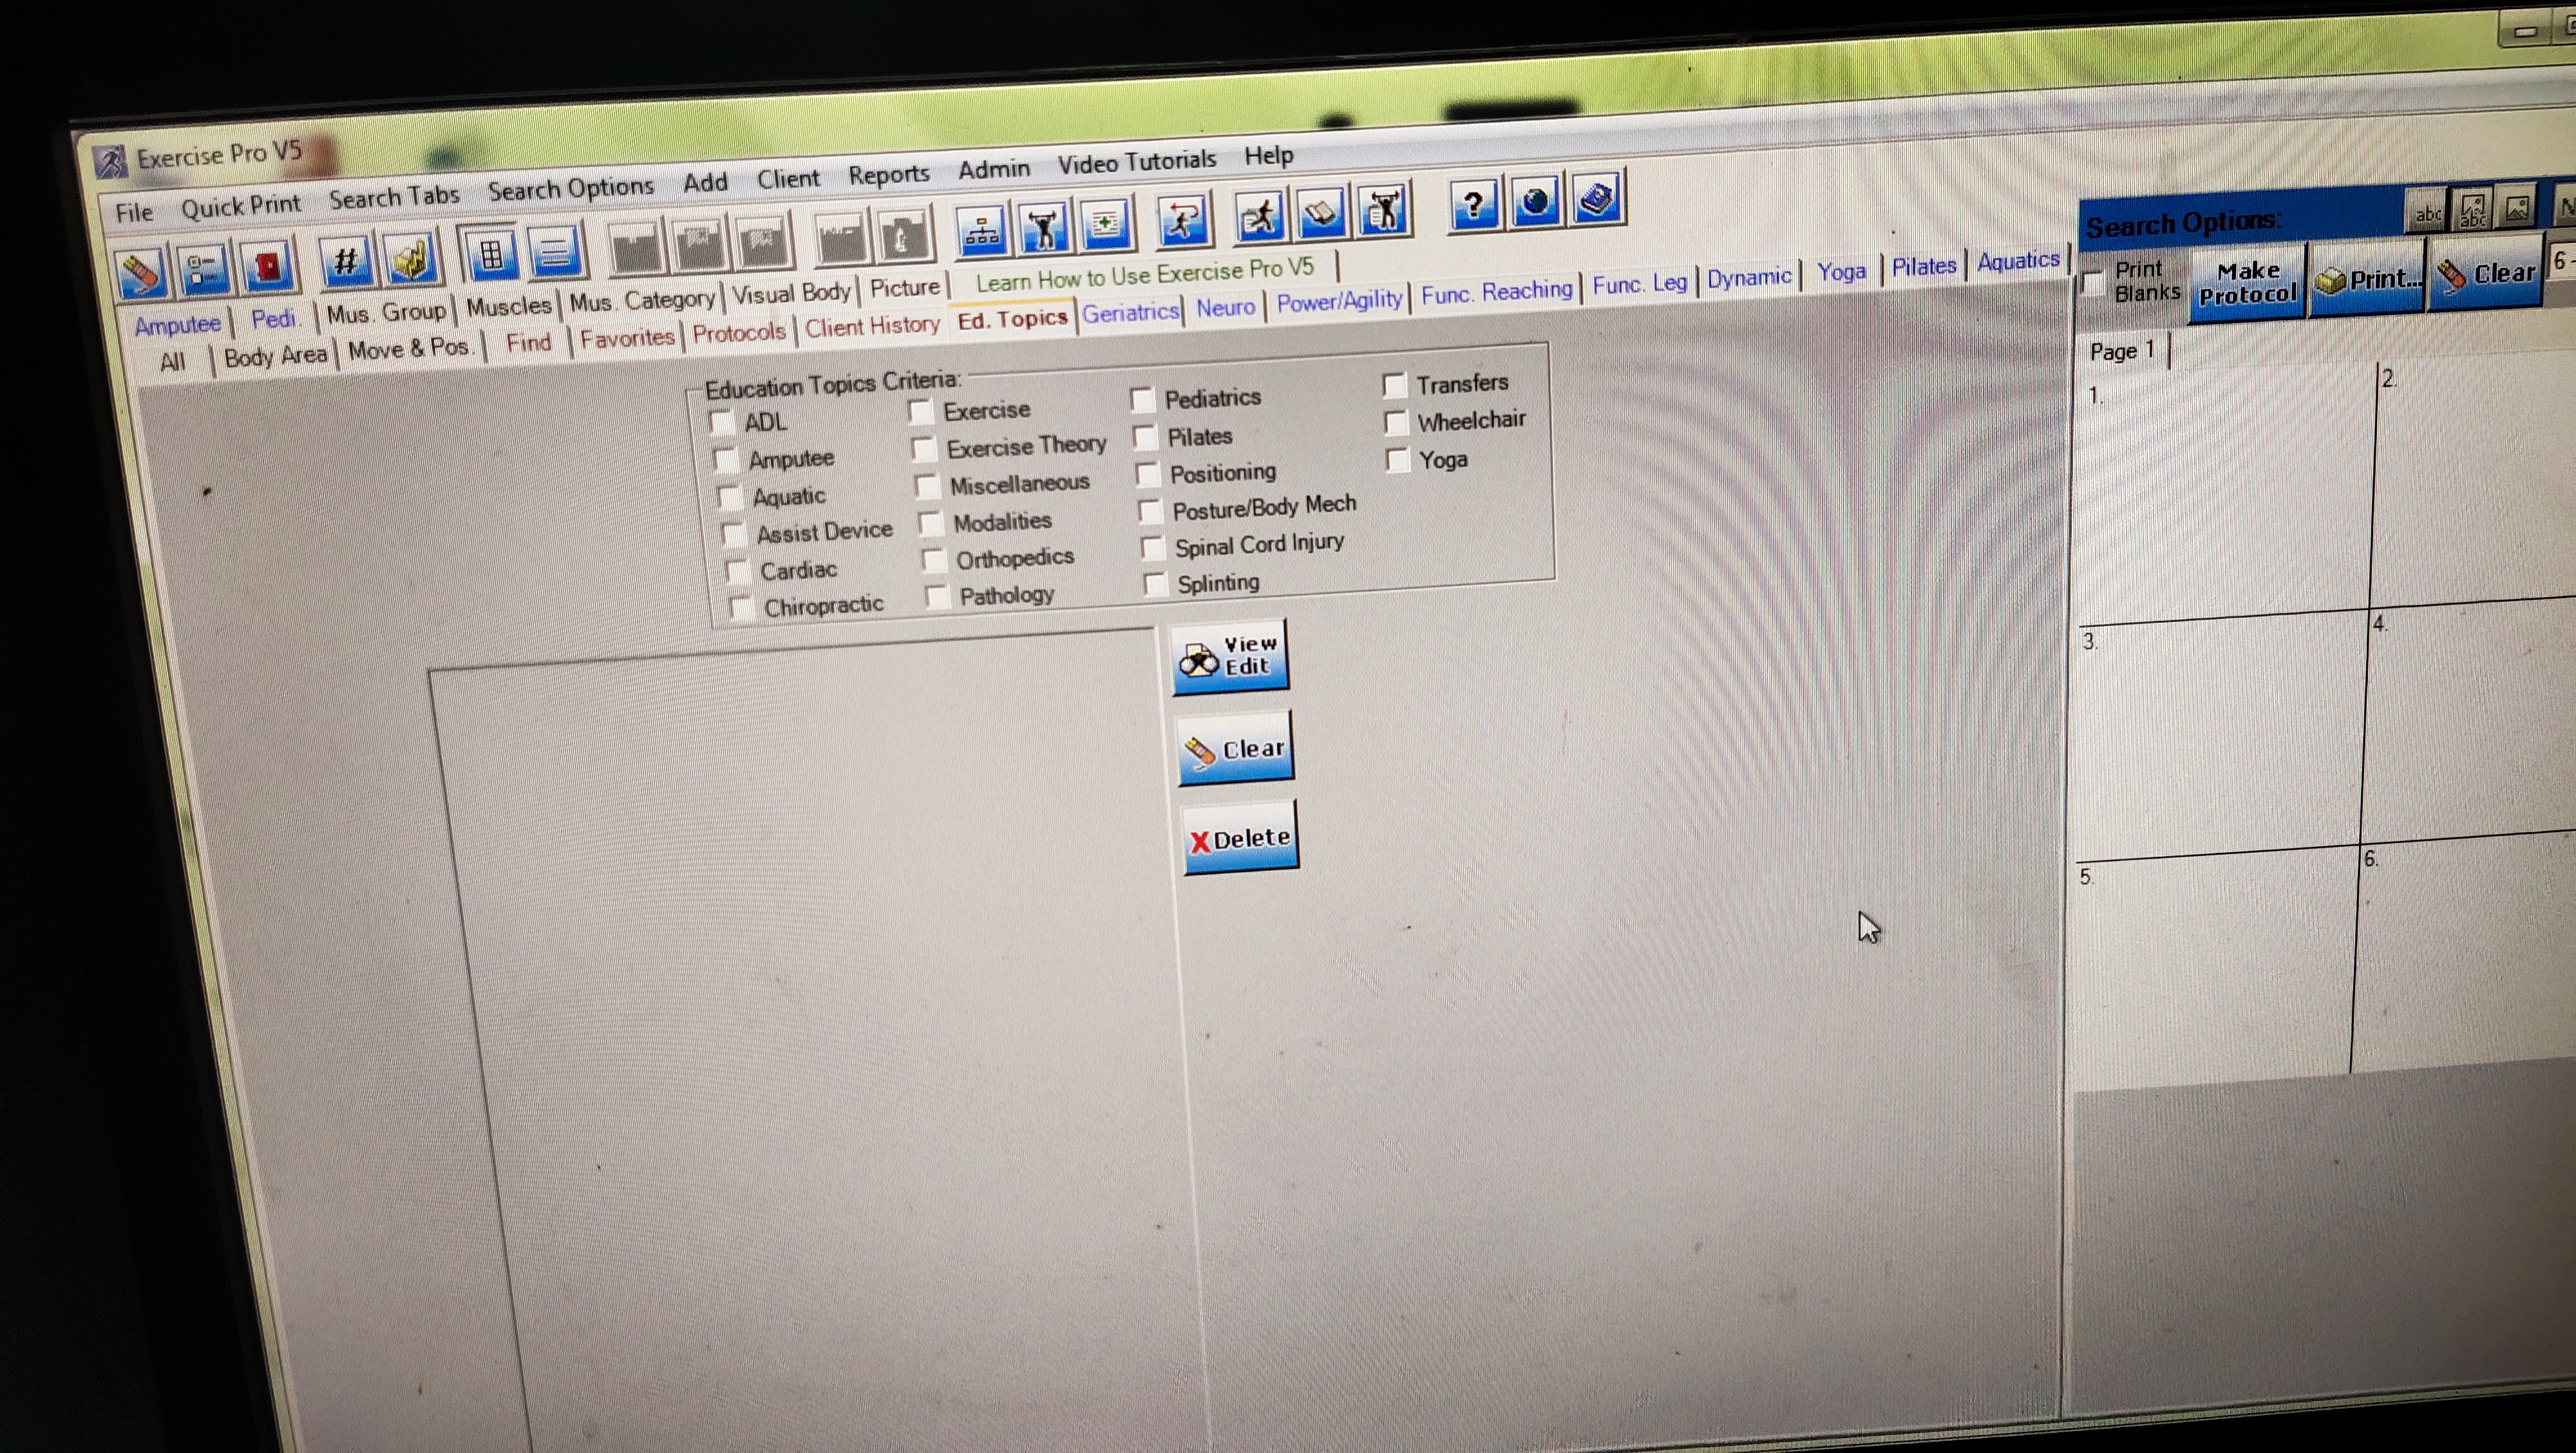 Exercise Pro V5
File Quick Print Search Tabs Search Options Add Client Reports Admin Video Tutorials Help
# ?
Search Options: abc abc
Amputee Pedi. Mus. Group Muscles Mus. Category Visual Body Picture Learn How to Use Exercise Pro V5
All Body Area Move & Pos. Find Favorites Protocols Client History Ed. Topics Geriatrics Neuro Power/Agility Func. Reaching Func. Leg Dynamic Yoga Pilates Aquatics
Print Blanks
Make Protocol
Print...
Clear
6
Education Topics Criteria:
ADL Exercise Pediatrics Transfers
Amputee Exercise Theory Pilates Wheelchair
Aquatic Miscellaneous Positioning Yoga
Assist Device Modalities Posture/Body Mech
Cardiac Orthopedics Spinal Cord Injury
Chiropractic Pathology Splinting
View Edit
Clear
X Delete
Page 1
1. 2.
3. 4.
5. 6.